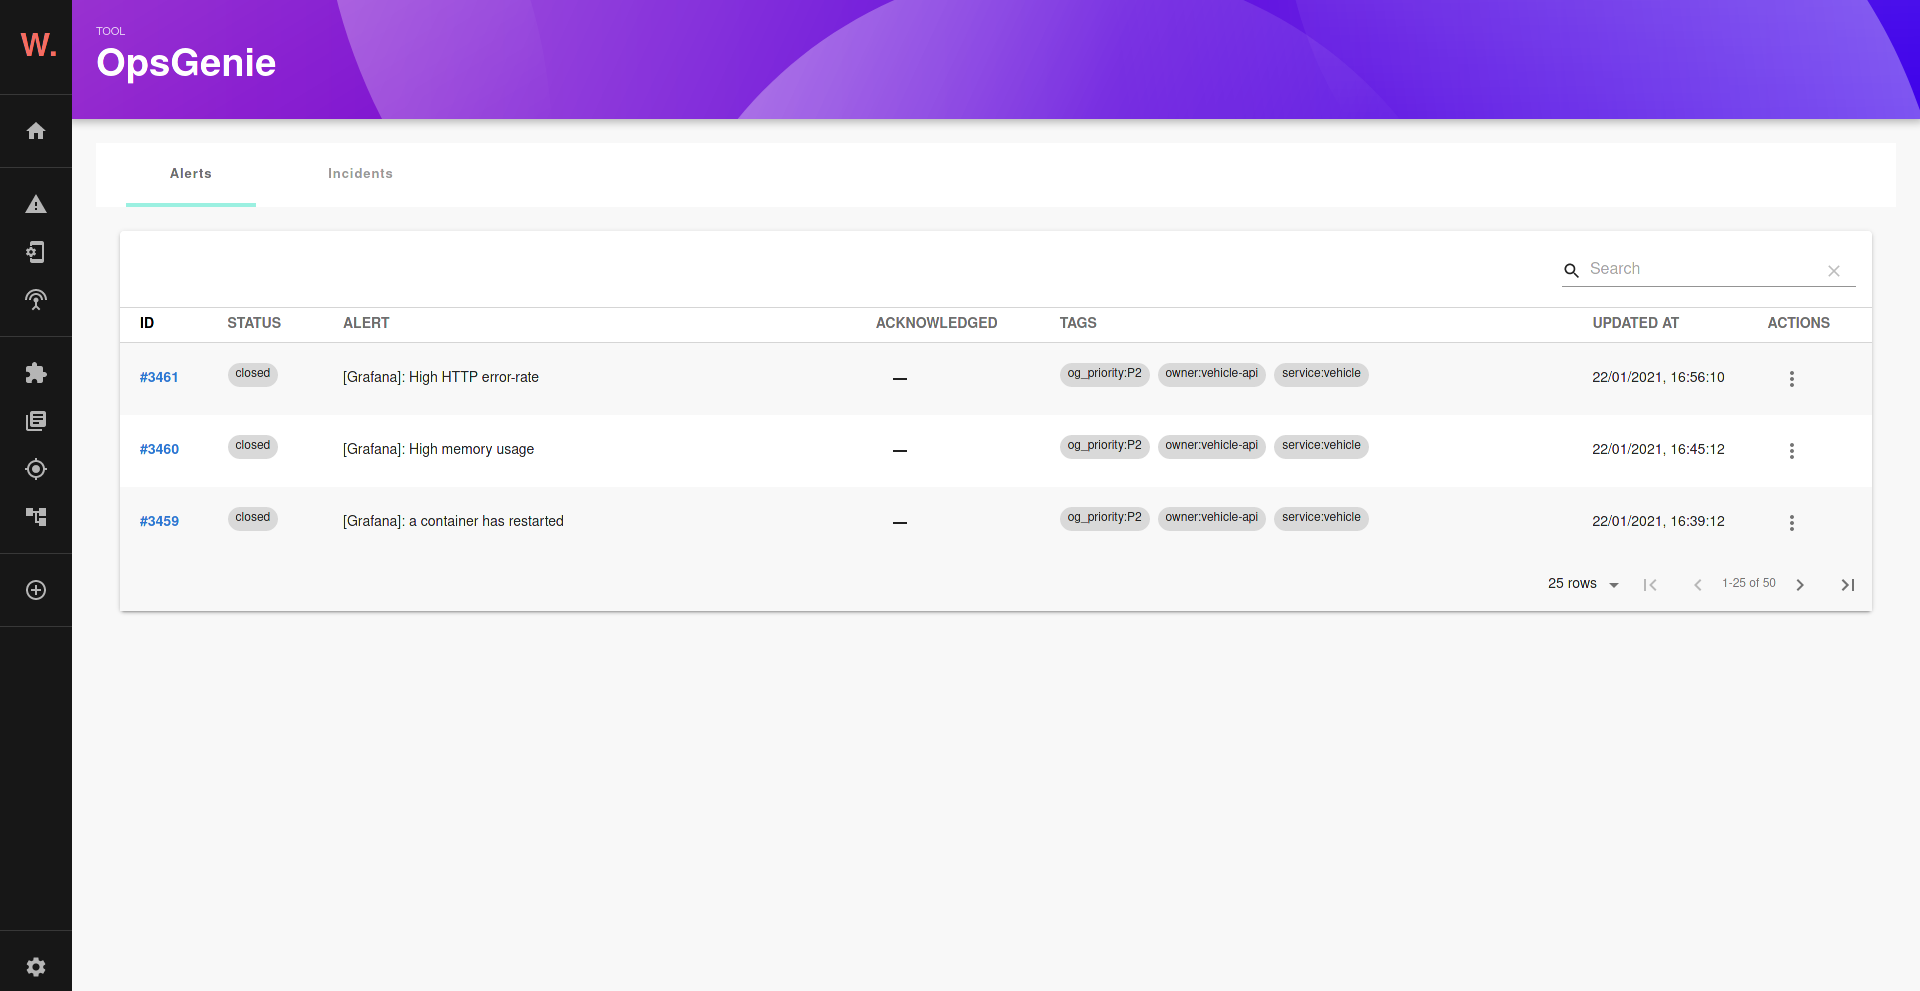 W.
TOOL
OpsGenie
Alerts Incidents
Search
ID STATUS ALERT ACKNOWLEDGED TAGS UPDATED AT ACTIONS
#3461 closed [Grafana]: High HTTP error-rate — og_priority:P2 owner:vehicle-api service:vehicle 22/01/2021, 16:56:10
#3460 closed [Grafana]: High memory usage — og_priority:P2 owner:vehicle-api service:vehicle 22/01/2021, 16:45:12
#3459 closed [Grafana]: a container has restarted — og_priority:P2 owner:vehicle-api service:vehicle 22/01/2021, 16:39:12
25 rows 1-25 of 50